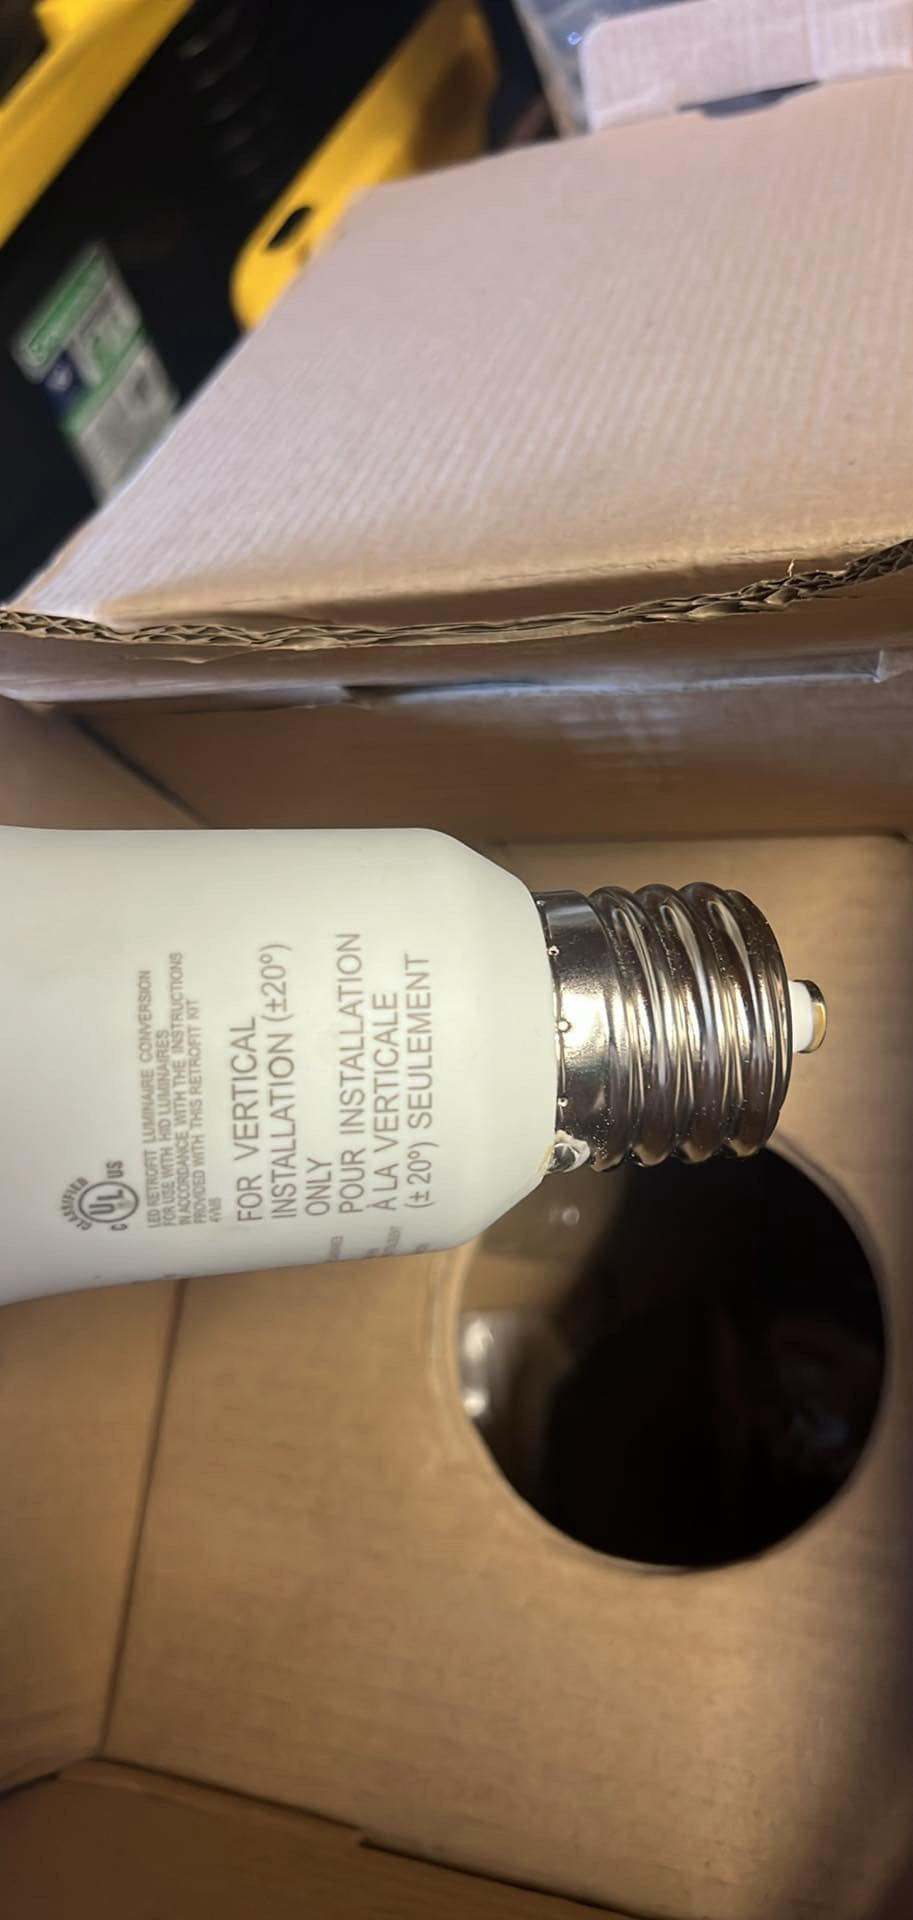 CLASSIFIED
C UL US
LED RETROFIT LUMINAIRE CONVERSION
FOR USE WITH HID LUMINAIRES
IN ACCORDANCE WITH THE INSTRUCTIONS
PROVIDED WITH THIS RETROFIT KIT
FOR VERTICAL
INSTALLATION (±20°)
ONLY
POUR INSTALLATION
À LA VERTICALE
(± 20°) SEULEMENT